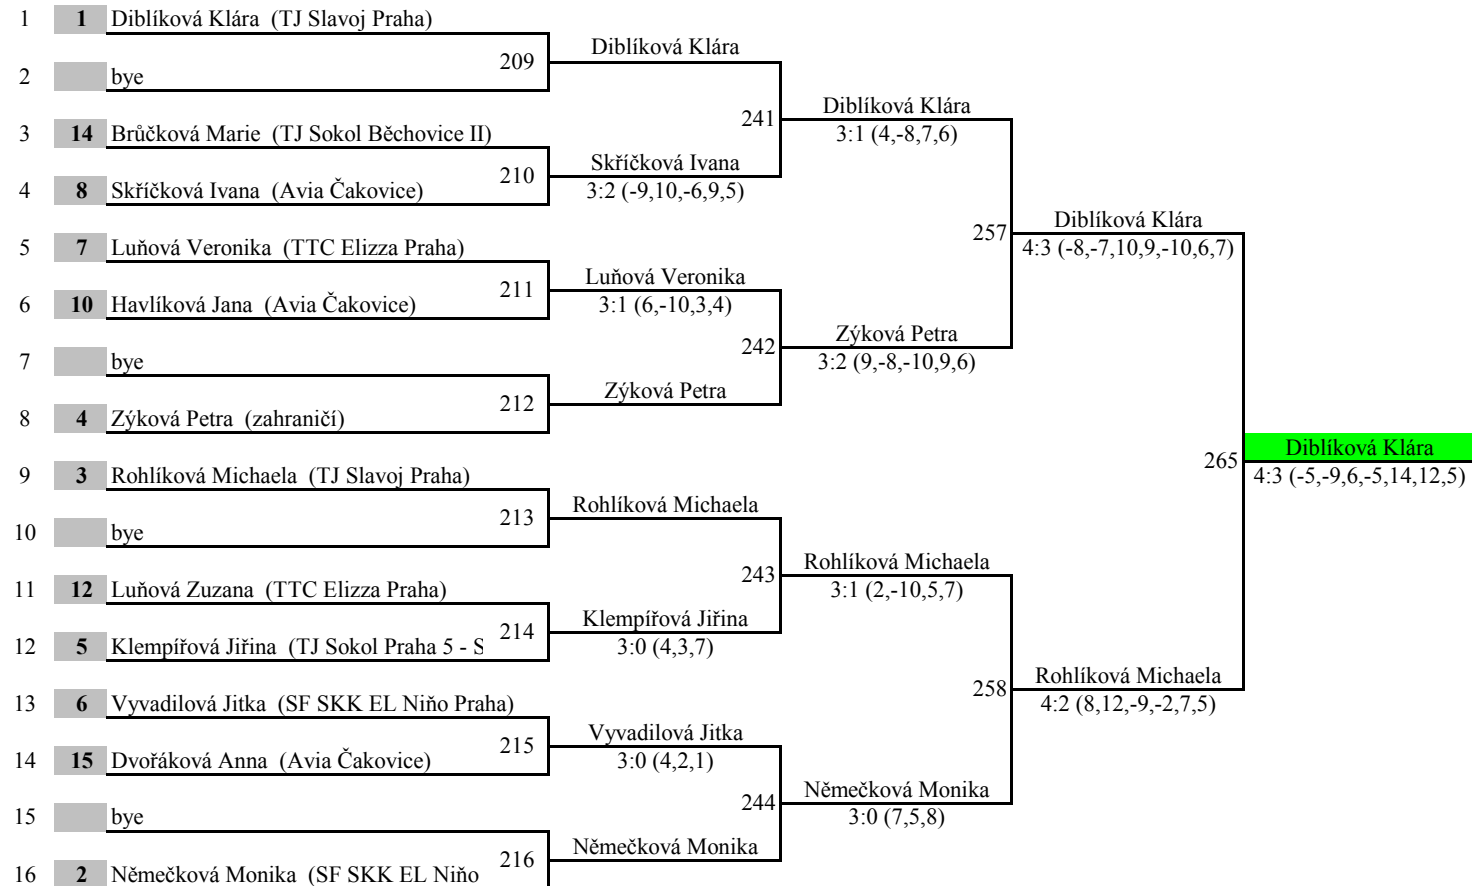 1 1 Diblíková Klára (TJ Slavoj Praha)
Diblíková Klára
209
2 bye
Diblíková Klára
241
3:1 (4,-8,7,6)
3 14 Brůčková Marie (TJ Sokol Běchovice II)
Skříčková Ivana
210
3:2 (-9,10,-6,9,5)
4 8 Skříčková Ivana (Avia Čakovice)
Diblíková Klára
257
4:3 (-8,-7,10,9,-10,6,7)
5 7 Luňová Veronika (TTC Elizza Praha)
Luňová Veronika
211
3:1 (6,-10,3,4)
6 10 Havlíková Jana (Avia Čakovice)
Zýková Petra
242
3:2 (9,-8,-10,9,6)
7 bye
Zýková Petra
212
8 4 Zýková Petra (zahraničí)
Diblíková Klára
265
4:3 (-5,-9,6,-5,14,12,5)
9 3 Rohlíková Michaela (TJ Slavoj Praha)
Rohlíková Michaela
213
10 bye
Rohlíková Michaela
243
3:1 (2,-10,5,7)
11 12 Luňová Zuzana (TTC Elizza Praha)
Klempířová Jiřina
214
3:0 (4,3,7)
12 5 Klempířová Jiřina (TJ Sokol Praha 5 - S
Rohlíková Michaela
258
4:2 (8,12,-9,-2,7,5)
13 6 Vyvadilová Jitka (SF SKK EL Niňo Praha)
Vyvadilová Jitka
215
3:0 (4,2,1)
14 15 Dvořáková Anna (Avia Čakovice)
Němečková Monika
244
3:0 (7,5,8)
15 bye
Němečková Monika
216
16 2 Němečková Monika (SF SKK EL Niňo